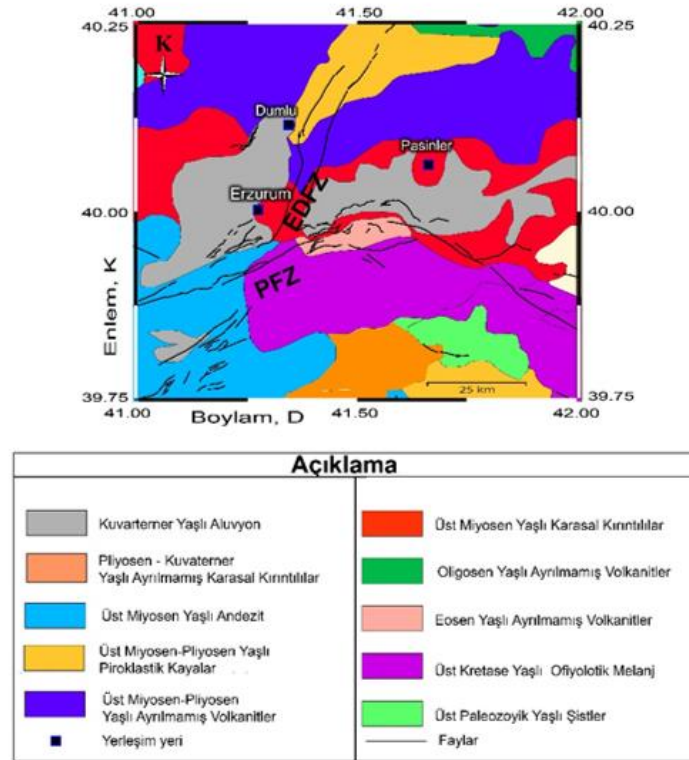 41.00 41.50 42.00
40.25 40.25
K
Dumlu
Pasinler
Erzurum
EDFZ
40.00 40.00
PFZ
Enlem, K
25 km
39.75 39.75
41.00 41.50 42.00
Boylam, D
Açıklama
Kuvarterner Yaşlı Aluvyon
Pliyosen - Kuvaterner
Yaşlı Ayrılmamış Karasal Kırıntılılar
Üst Miyosen Yaşlı Andezit
Üst Miyosen-Pliyosen Yaşlı
Piroklastik Kayalar
Üst Miyosen-Pliyosen
Yaşlı Ayrılmamış Volkanitler
Yerleşim yeri
Üst Miyosen Yaşlı Karasal Kırıntılılar
Oligosen Yaşlı Ayrılmamış Volkanitler
Eosen Yaşlı Ayrılmamış Volkanitler
Üst Kretase Yaşlı Ofiyolotik Melanj
Üst Paleozoyik Yaşlı Şistler
Faylar